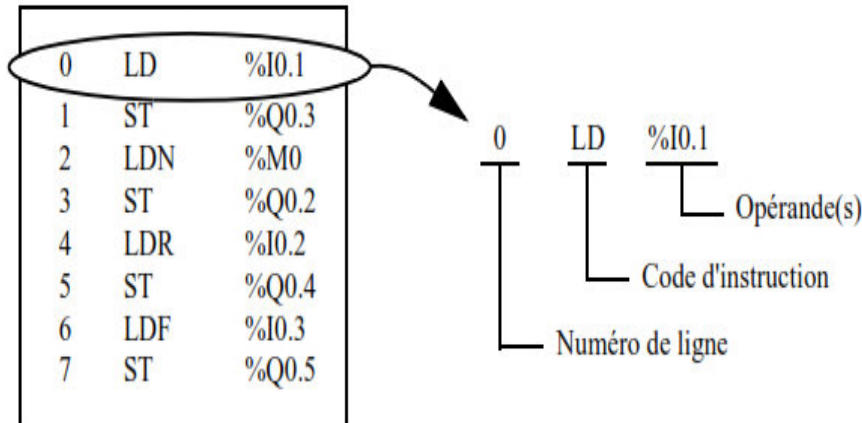 0 LD %I0.1
1 ST %Q0.3
2 LDN %M0
3 ST %Q0.2
4 LDR %I0.2
5 ST %Q0.4
6 LDF %I0.3
7 ST %Q0.5
0 LD %I0.1
Opérande(s)
Code d'instruction
Numéro de ligne